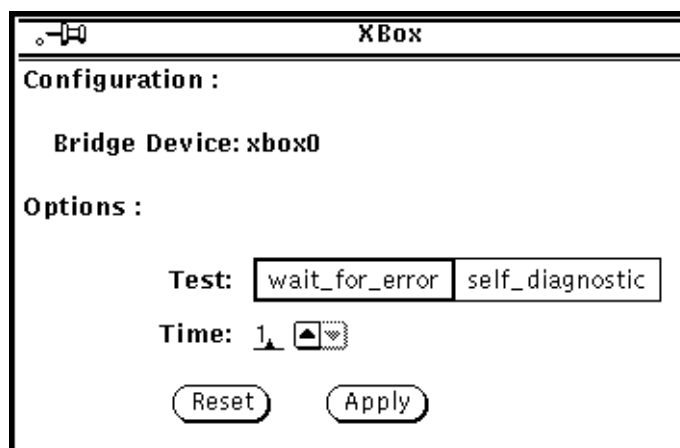 XBox
Configuration :
Bridge Device: xbox0
Options :
Test: wait_for_error self_diagnostic
Time: 1
Reset Apply